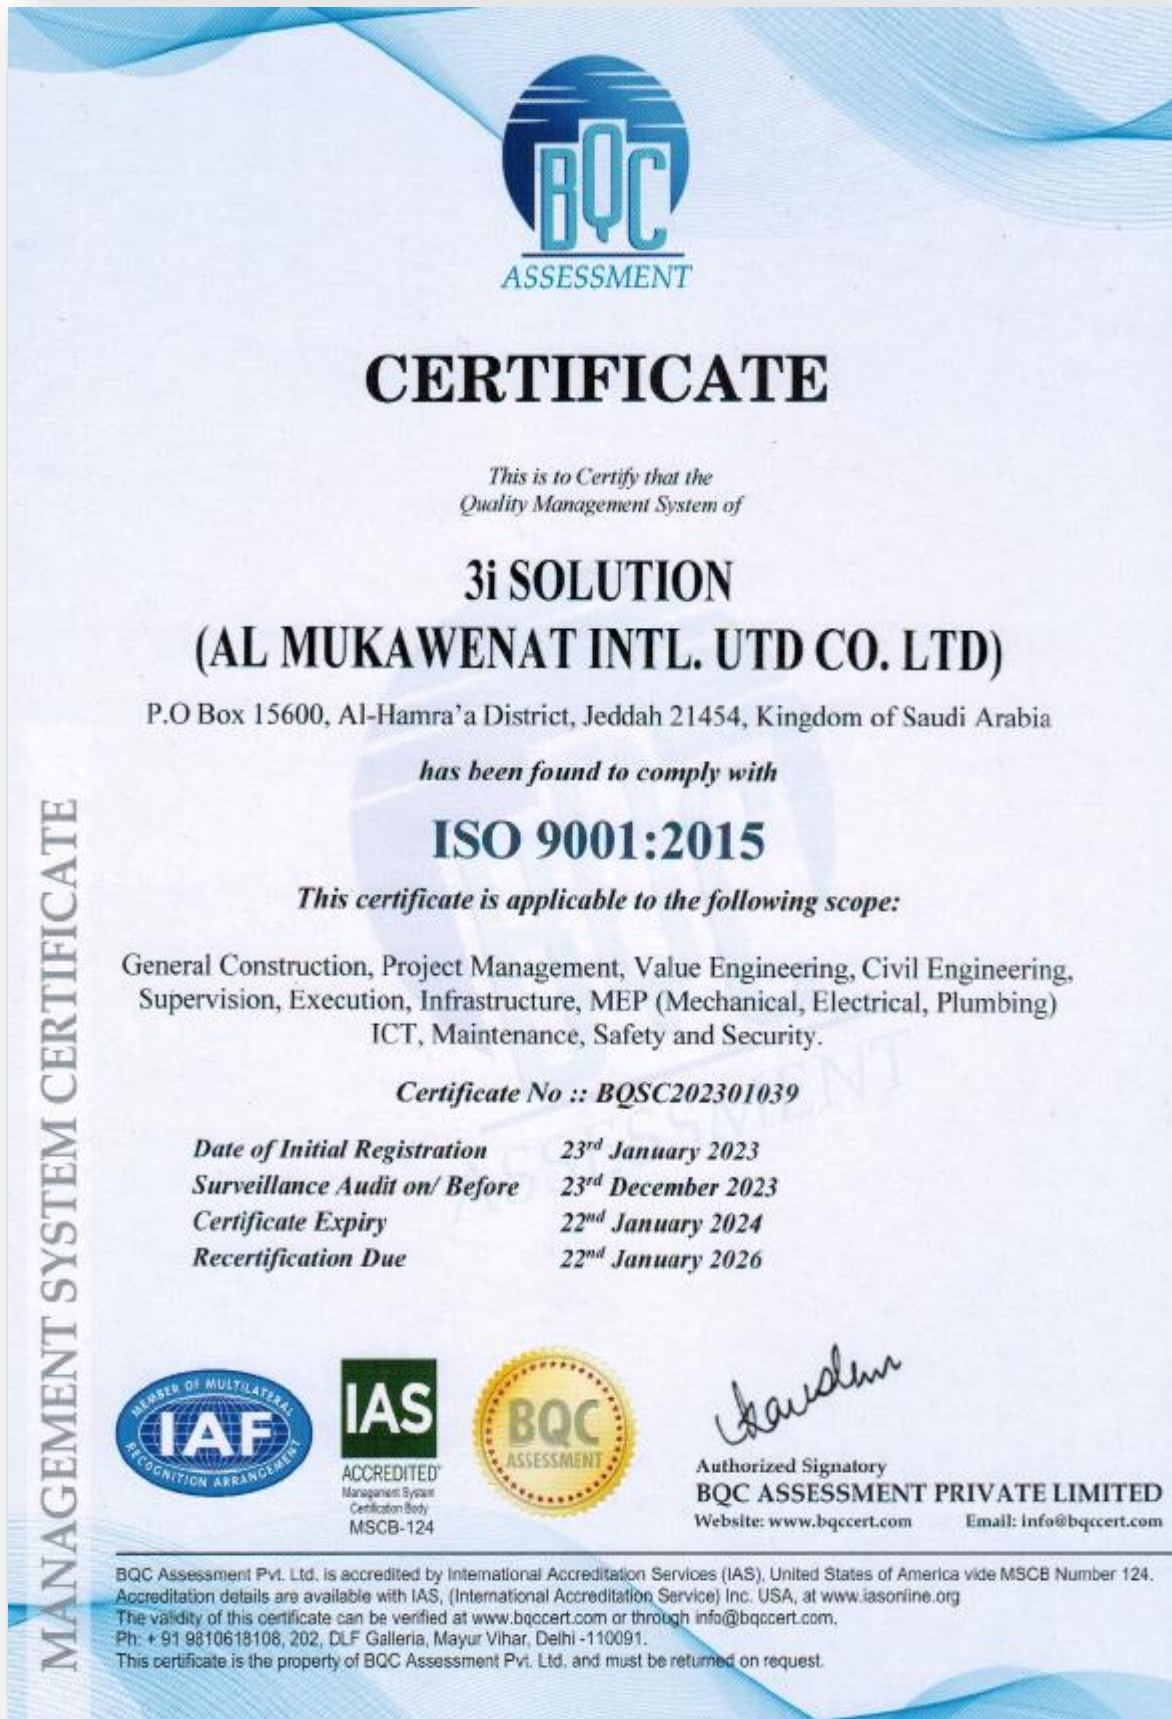 BQC
ASSESSMENT
CERTIFICATE
This is to Certify that the
Quality Management System of
3i SOLUTION
(AL MUKAWENAT INTL. UTD CO. LTD)
P.O Box 15600, Al-Hamra'a District, Jeddah 21454, Kingdom of Saudi Arabia
has been found to comply with
ISO 9001:2015
This certificate is applicable to the following scope:
General Construction, Project Management, Value Engineering, Civil Engineering,
Supervision, Execution, Infrastructure, MEP (Mechanical, Electrical, Plumbing)
ICT, Maintenance, Safety and Security.
Certificate No :: BQSC202301039
Date of Initial Registration 23rd January 2023
Surveillance Audit on/ Before 23rd December 2023
Certificate Expiry 22nd January 2024
Recertification Due 22nd January 2026
MANAGEMENT SYSTEM CERTIFICATE
MEMBER OF MULTILATERAL
IAF
RECOGNITION ARRANGEMENT
IAS
ACCREDITED
Management System
Certification Body
MSCB-124
BQC
ASSESSMENT
Authorized Signatory
BQC ASSESSMENT PRIVATE LIMITED
Website: www.bqccert.com Email: info@bqccert.com
BQC Assessment Pvt. Ltd. is accredited by International Accreditation Services (IAS), United States of America vide MSCB Number 124.
Accreditation details are available with IAS, (International Accreditation Service) Inc. USA, at www.iasonline.org
The validity of this certificate can be verified at www.bqccert.com or through info@bqccert.com.
Ph: + 91 9810618108, 202, DLF Galleria, Mayur Vihar, Delhi -110091.
This certificate is the property of BQC Assessment Pvt. Ltd. and must be returned on request.